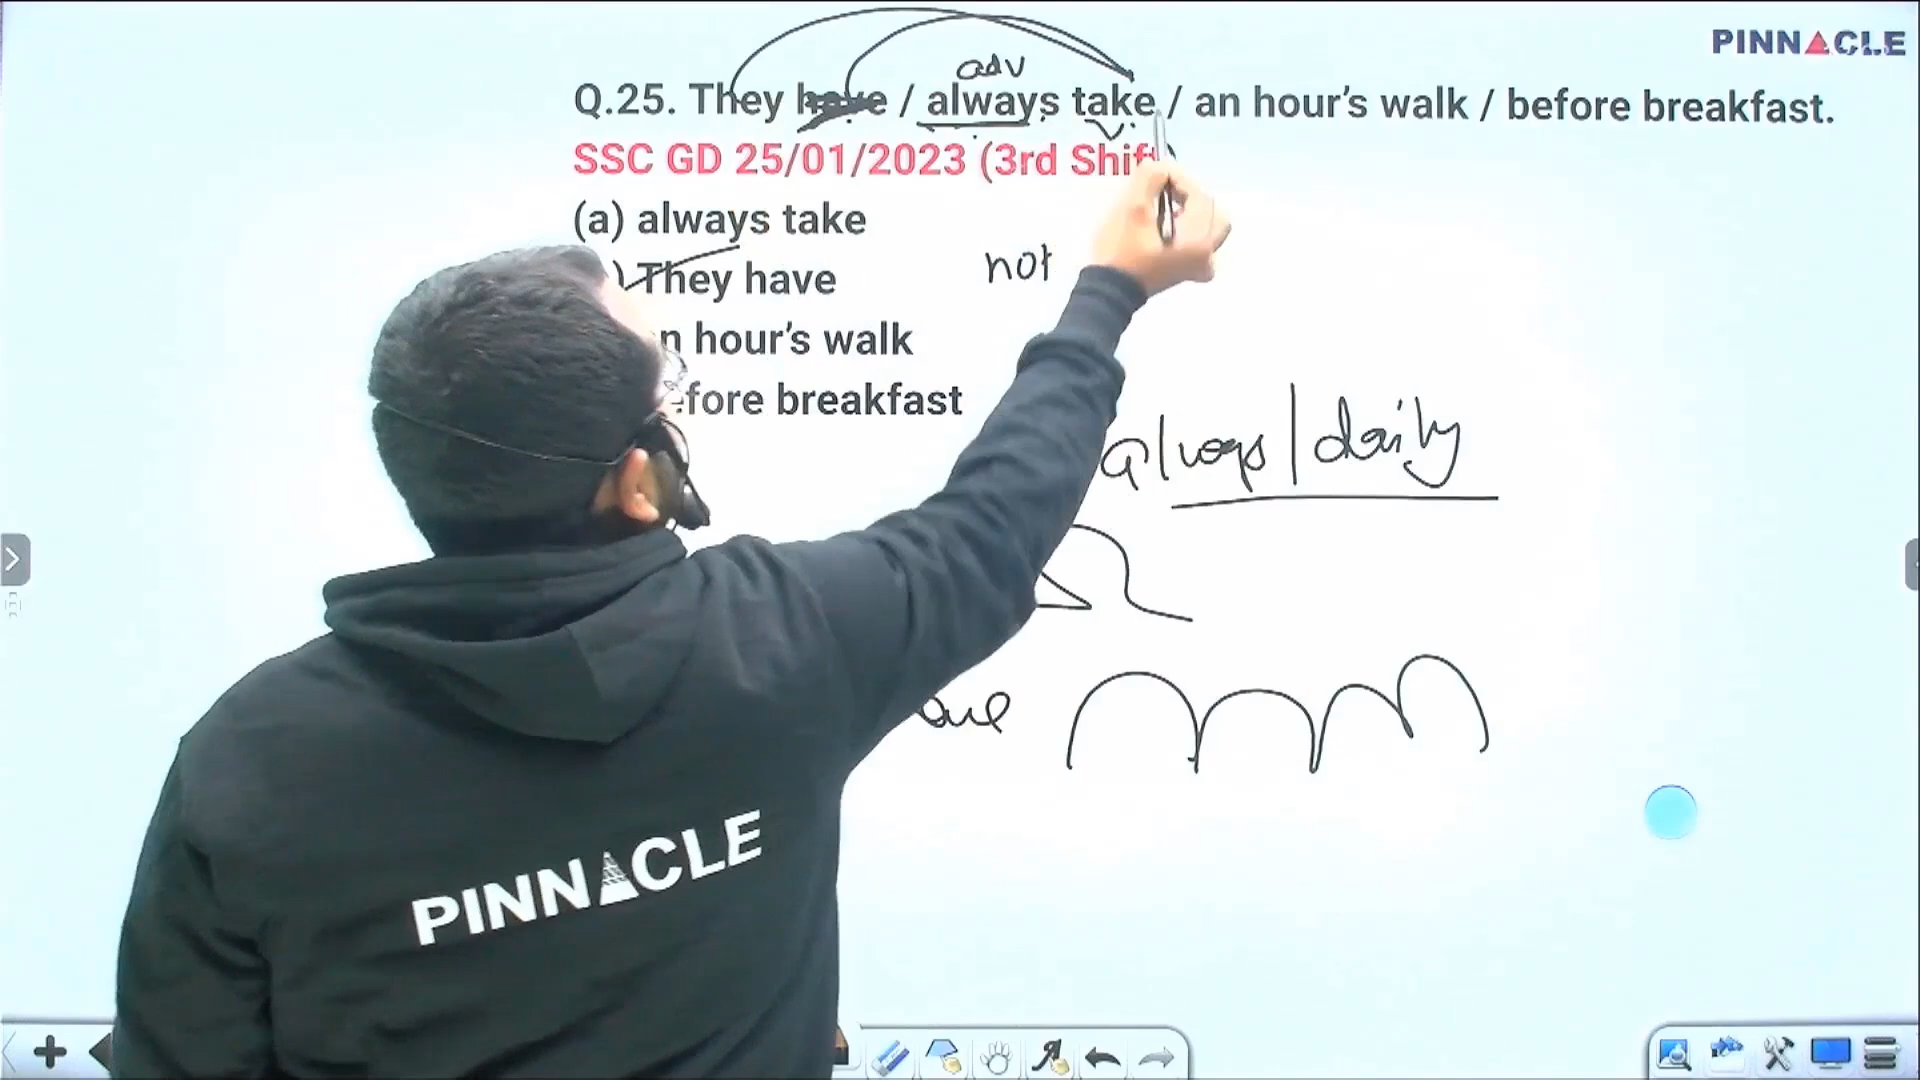 PINNACLE
adv
Q.25. They have / always take / an hour's walk / before breakfast.
SSC GD 25/01/2023 (3rd Shift)
(a) always take
) They have
not
n hour's walk
efore breakfast
always | daily
PINNACLE